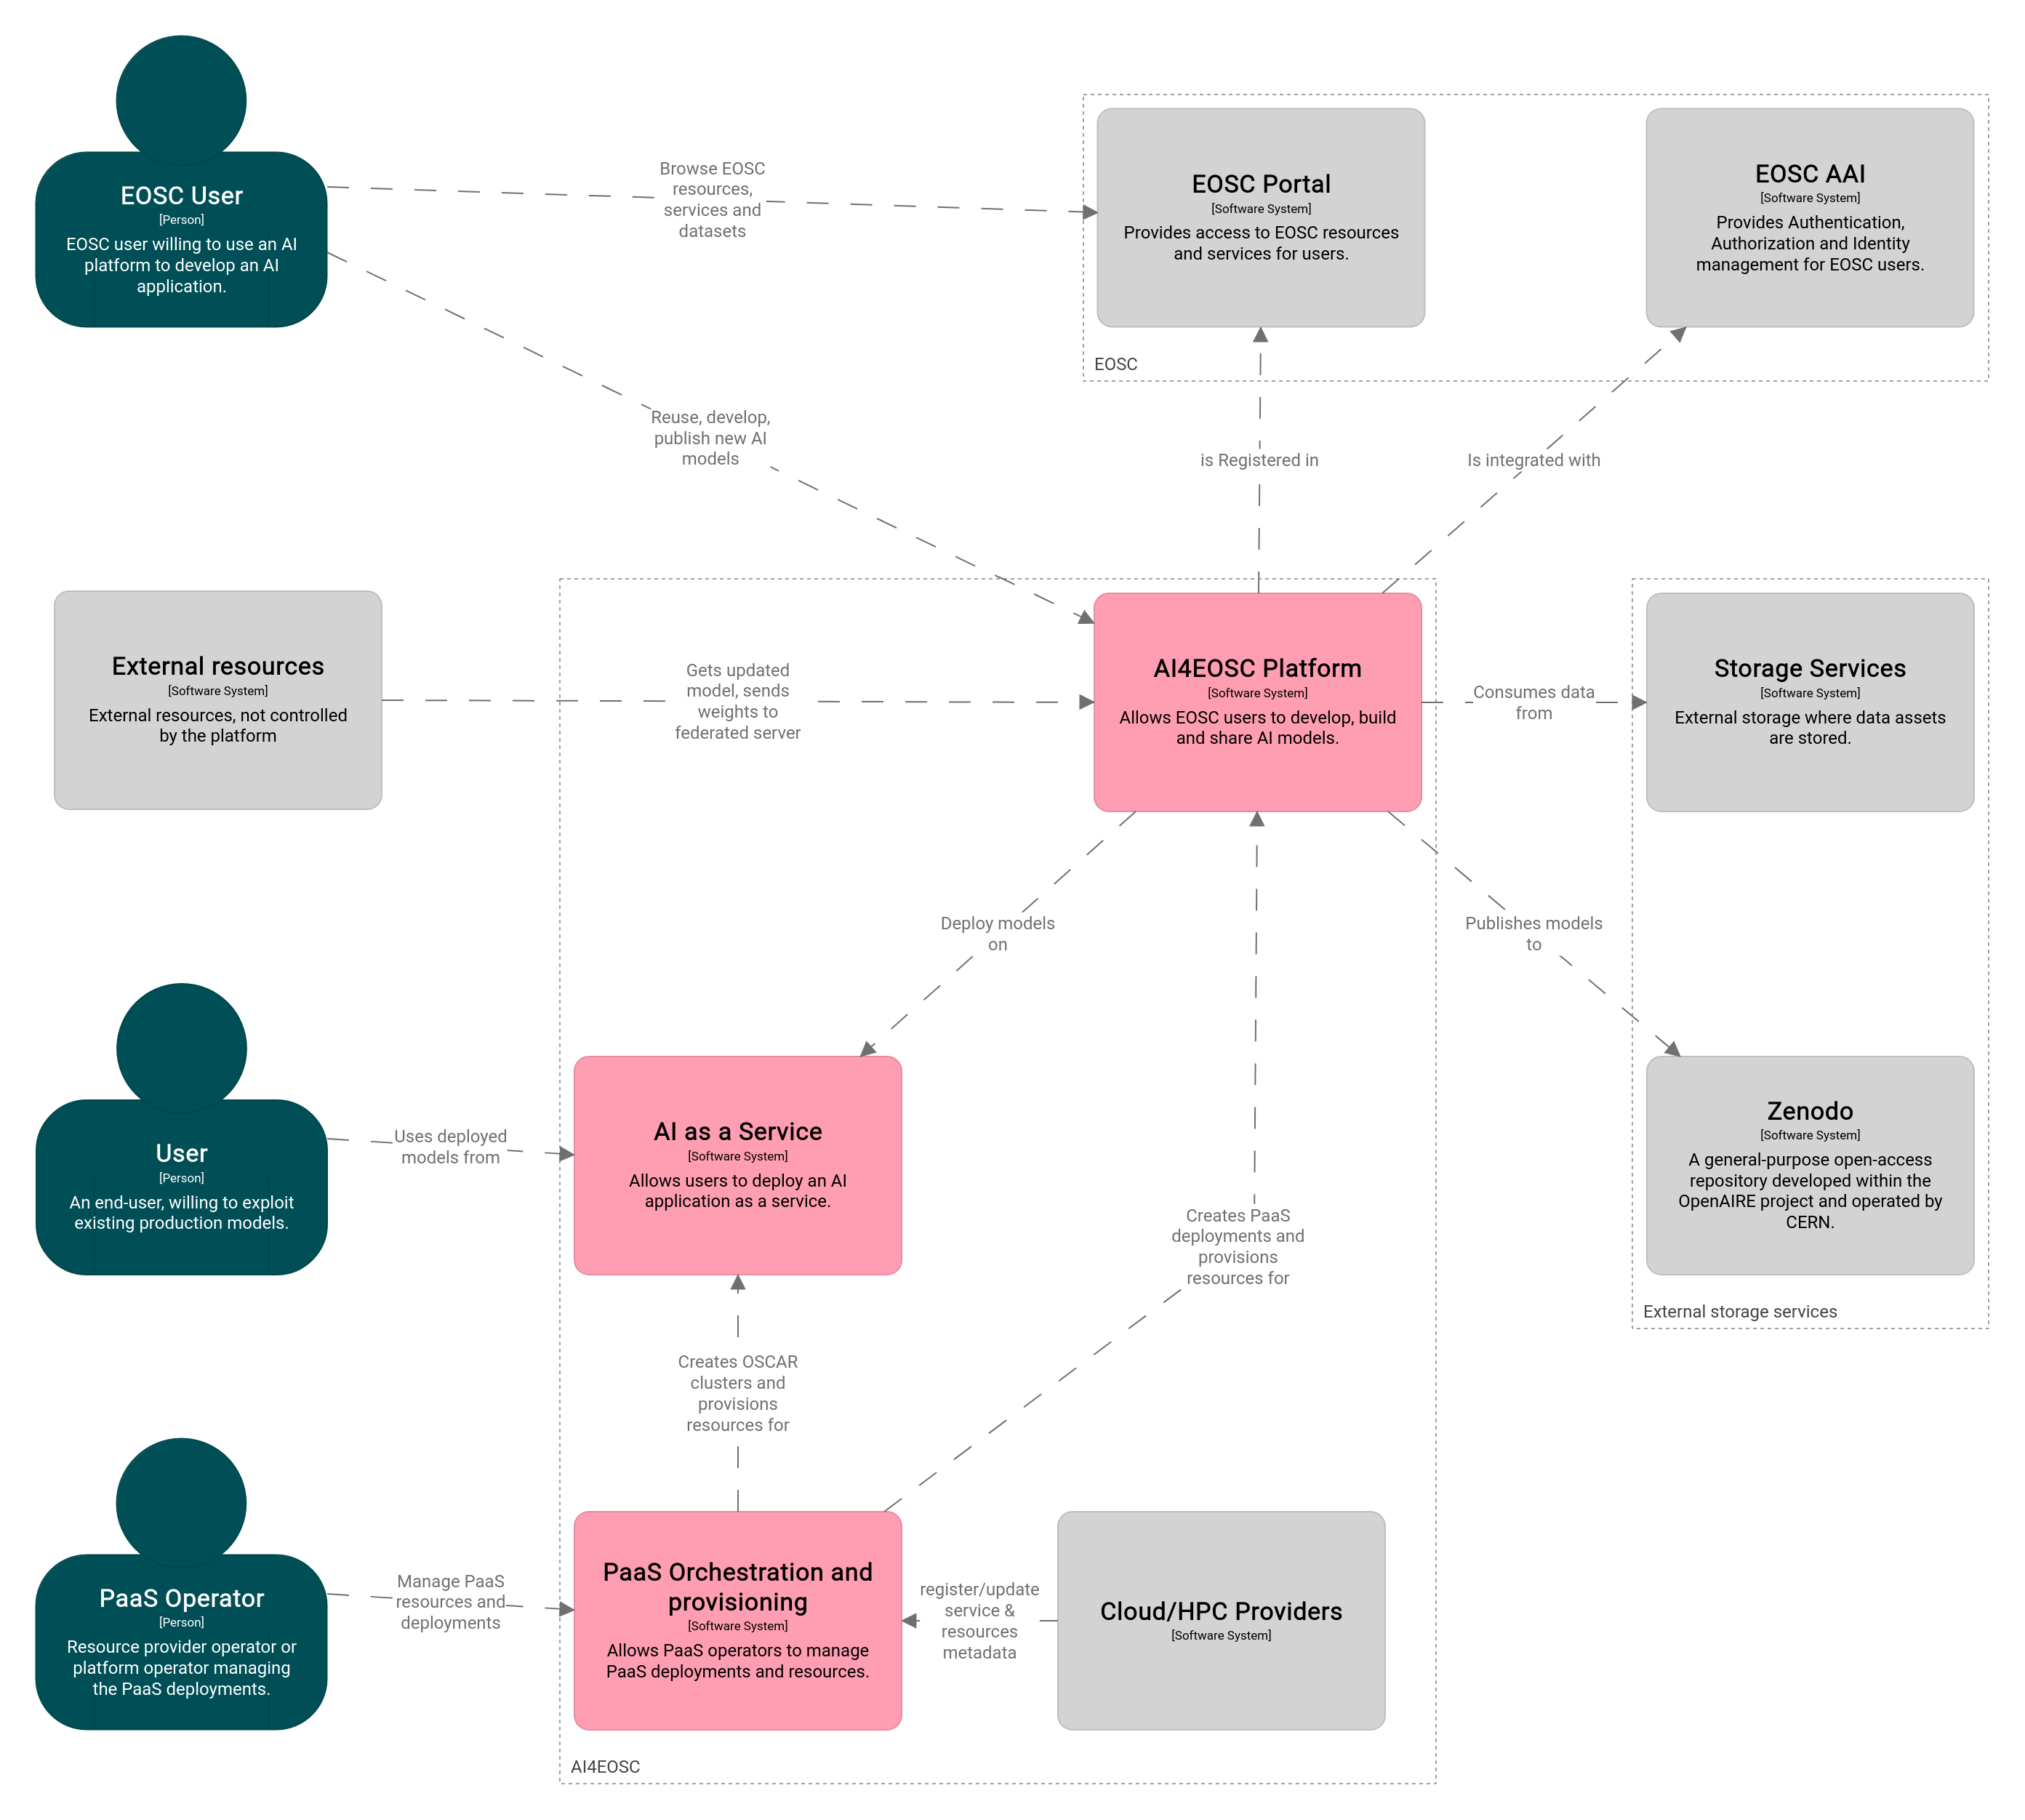 EOSC User
[Person]
EOSC user willing to use an AI
platform to develop an AI
application.
Browse EOSC
resources,
services and
datasets
EOSC Portal
[Software System]
Provides access to EOSC resources
and services for users.
EOSC AAI
[Software System]
Provides Authentication,
Authorization and Identity
management for EOSC users.
EOSC
Reuse, develop,
publish new AI
models
is Registered in
Is integrated with
External resources
[Software System]
External resources, not controlled
by the platform
Gets updated
model, sends
weights to
federated server
AI4EOSC Platform
[Software System]
Allows EOSC users to develop, build
and share AI models.
Consumes data
from
Storage Services
[Software System]
External storage where data assets
are stored.
Deploy models
on
Publishes models
to
User
[Person]
An end-user, willing to exploit
existing production models.
Uses deployed
models from
AI as a Service
[Software System]
Allows users to deploy an AI
application as a service.
Zenodo
[Software System]
A general-purpose open-access
repository developed within the
OpenAIRE project and operated by
CERN.
External storage services
Creates PaaS
deployments and
provisions
resources for
Creates OSCAR
clusters and
provisions
resources for
PaaS Operator
[Person]
Resource provider operator or
platform operator managing
the PaaS deployments.
Manage PaaS
resources and
deployments
PaaS Orchestration and
provisioning
[Software System]
Allows PaaS operators to manage
PaaS deployments and resources.
register/update
service &
resources
metadata
Cloud/HPC Providers
[Software System]
AI4EOSC